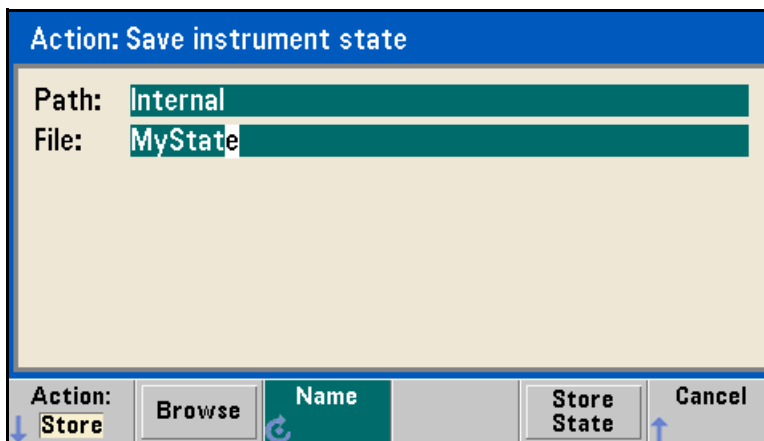 Action: Save instrument state
Path: Internal
File: MyState
Action:
Store
Browse
Name
Store
State
Cancel